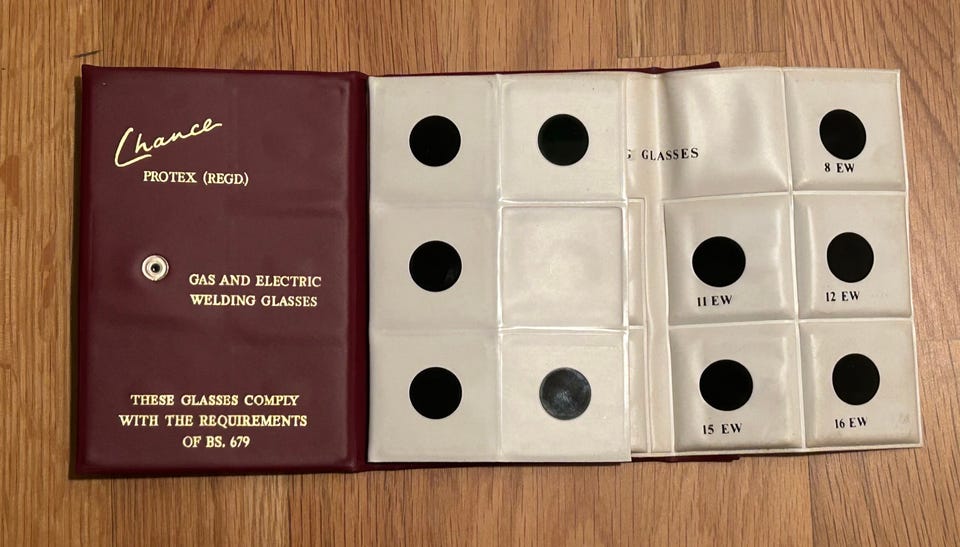 Chance
PROTEX (REGD.)
GAS AND ELECTRIC
WELDING GLASSES
THESE GLASSES COMPLY
WITH THE REQUIREMENTS
OF BS. 679
GLASSES
8 EW
11 EW
12 EW
15 EW
16 EW